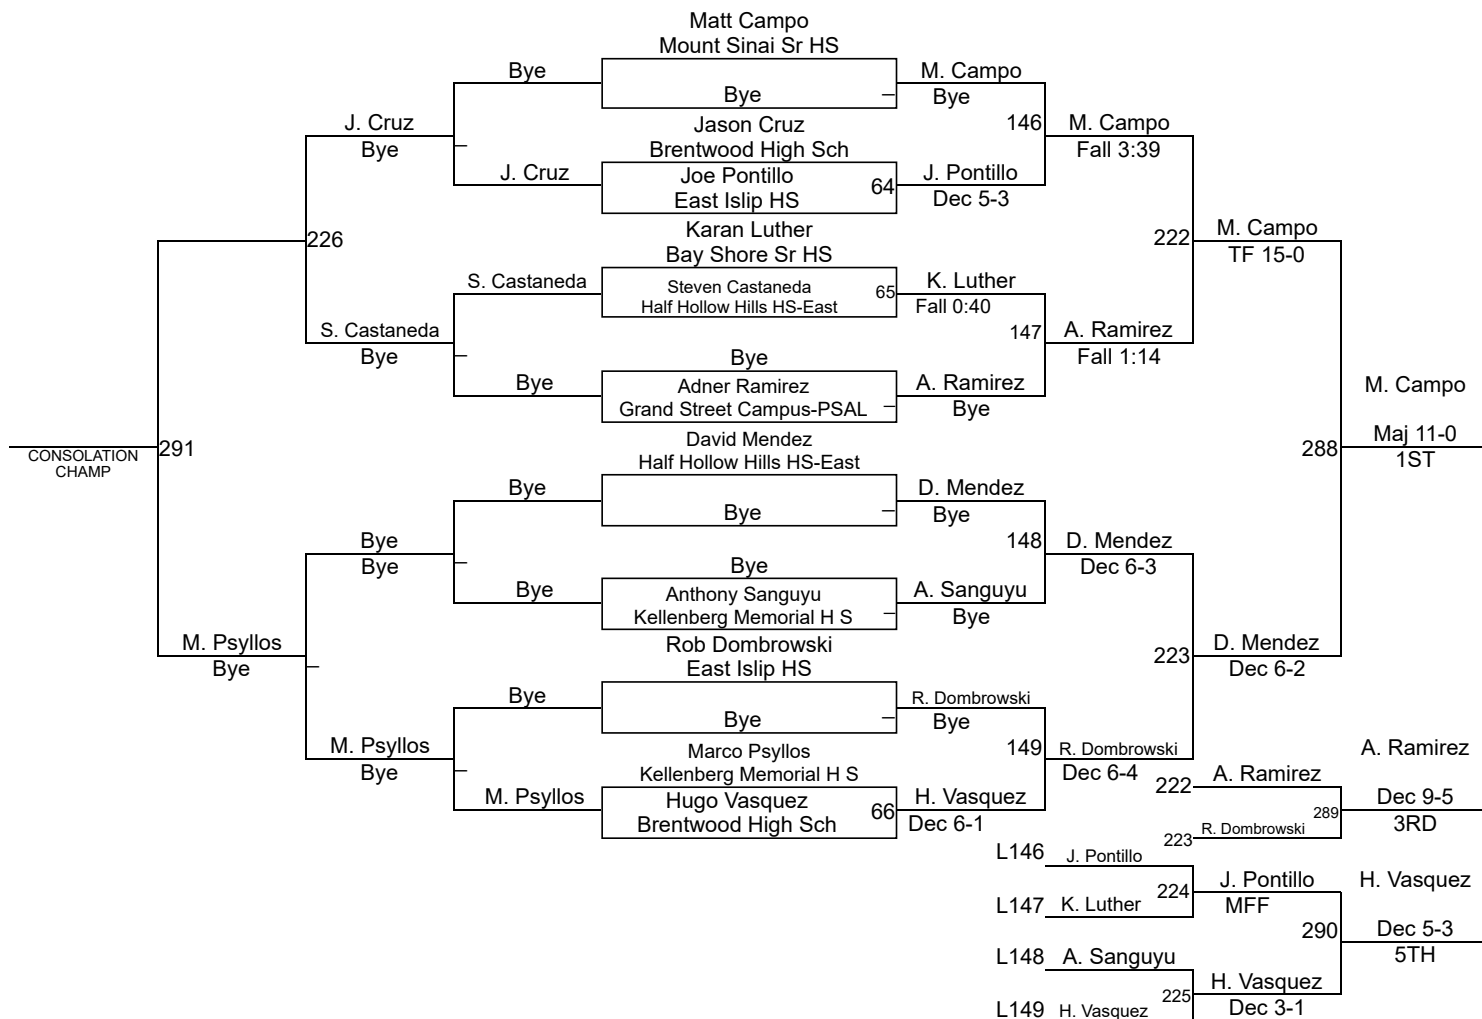 Matt Campo
Mount Sinai Sr HS
Bye
Bye
M. Campo
Bye
J. Cruz
Bye
Jason Cruz
Brentwood High Sch
146
M. Campo
Fall 3:39
J. Cruz
Joe Pontillo
East Islip HS
64
J. Pontillo
Dec 5-3
226
Karan Luther
Bay Shore Sr HS
222
M. Campo
TF 15-0
S. Castaneda
Steven Castaneda
Half Hollow Hills HS-East
65
K. Luther
Fall 0:40
S. Castaneda
Bye
147
A. Ramirez
Fall 1:14
Bye
Bye
Adner Ramirez
Grand Street Campus-PSAL
A. Ramirez
Bye
M. Campo
CONSOLATION
CHAMP
291
David Mendez
Half Hollow Hills HS-East
288
Maj 11-0
1ST
Bye
Bye
D. Mendez
Bye
Bye
Bye
148
D. Mendez
Dec 6-3
Bye
Bye
Anthony Sanguyu
Kellenberg Memorial H S
A. Sanguyu
Bye
M. Psyllos
Bye
Rob Dombrowski
East Islip HS
223
D. Mendez
Dec 6-2
Bye
Bye
R. Dombrowski
Bye
M. Psyllos
Bye
Marco Psyllos
Kellenberg Memorial H S
149
R. Dombrowski
Dec 6-4
A. Ramirez
M. Psyllos
Hugo Vasquez
Brentwood High Sch
66
H. Vasquez
Dec 6-1
222
A. Ramirez
289
Dec 9-5
3RD
223
R. Dombrowski
L146
J. Pontillo
224
J. Pontillo
MFF
H. Vasquez
L147
K. Luther
290
Dec 5-3
5TH
L148
A. Sanguyu
225
H. Vasquez
Dec 3-1
L149
H. Vasquez